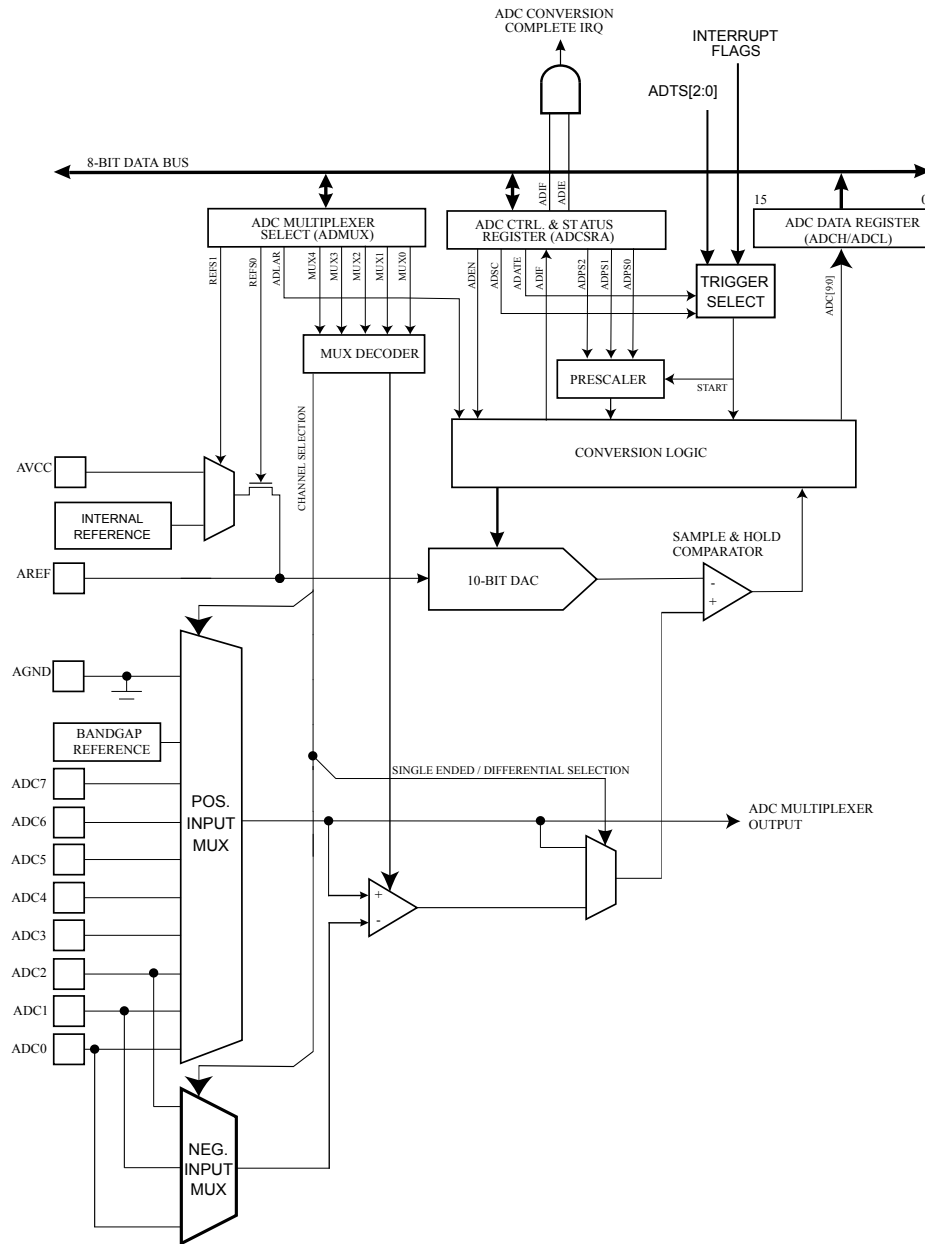 ADC CONVERSION
COMPLETE IRQ
INTERRUPT
FLAGS
ADTS[2:0]
8-BIT DATA BUS
ADIF
ADIE
15
0
ADC MULTIPLEXER
SELECT (ADMUX)
ADC CTRL. & STATUS
REGISTER (ADCSRA)
ADC DATA REGISTER
(ADCH/ADCL)
REFS1
REFS0
ADLAR
MUX4
MUX3
MUX2
MUX1
MUX0
ADEN
ADSC
ADATE
ADIF
ADPS2
ADPS1
ADPS0
TRIGGER
SELECT
ADC[9:0]
MUX DECODER
PRESCALER
START
CHANNEL SELECTION
CONVERSION LOGIC
AVCC
INTERNAL
REFERENCE
SAMPLE & HOLD
COMPARATOR
AREF
10-BIT DAC
-
+
AGND
BANDGAP
REFERENCE
SINGLE ENDED / DIFFERENTIAL SELECTION
ADC7
ADC6
ADC5
ADC4
ADC3
ADC2
ADC1
ADC0
POS.
INPUT
MUX
ADC MULTIPLEXER
OUTPUT
+
-
NEG.
INPUT
MUX